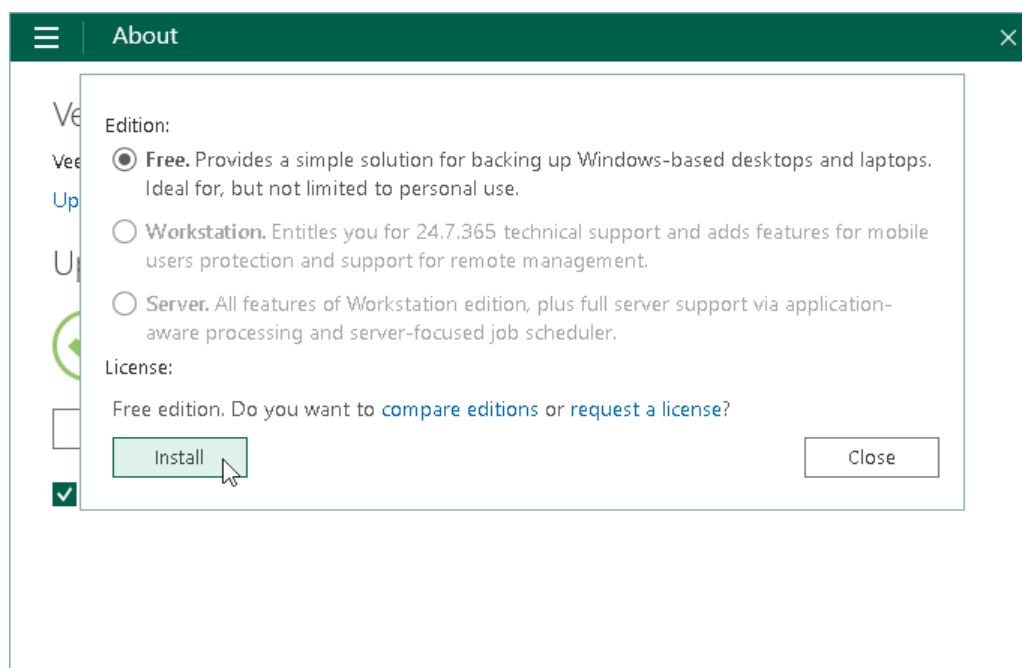 About
Edition:
Free. Provides a simple solution for backing up Windows-based desktops and laptops.
Ideal for, but not limited to personal use.
Workstation. Entitles you for 24.7.365 technical support and adds features for mobile
users protection and support for remote management.
Server. All features of Workstation edition, plus full server support via application-
aware processing and server-focused job scheduler.
License:
Free edition. Do you want to compare editions or request a license?
Install
Close